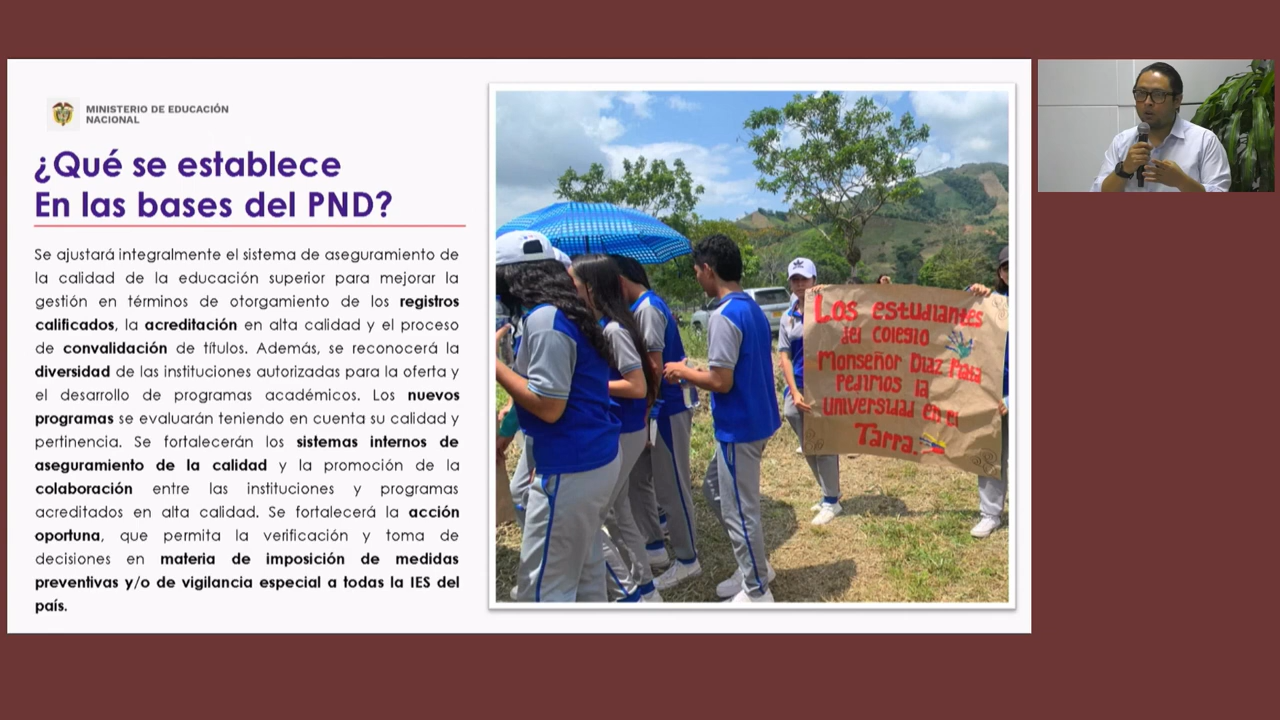 MINISTERIO DE EDUCACIÓN
NACIONAL
¿Qué se establece
En las bases del PND?
Se ajustará integralmente el sistema de aseguramiento de
la calidad de la educación superior para mejorar la
gestión en términos de otorgamiento de los registros
calificados, la acreditación en alta calidad y el proceso
de convalidación de títulos. Además, se reconocerá la
diversidad de las instituciones autorizadas para la oferta y
el desarrollo de programas académicos. Los nuevos
programas se evaluarán teniendo en cuenta su calidad y
pertinencia. Se fortalecerán los sistemas internos de
aseguramiento de la calidad y la promoción de la
colaboración entre las instituciones y programas
acreditados en alta calidad. Se fortalecerá la acción
oportuna, que permita la verificación y toma de
decisiones en materia de imposición de medidas
preventivas y/o de vigilancia especial a todas la IES del
país.
Los estudiantes
del colegio
Monseñor Diaz Plata
Pedimos la
universidad en el
Tarra.